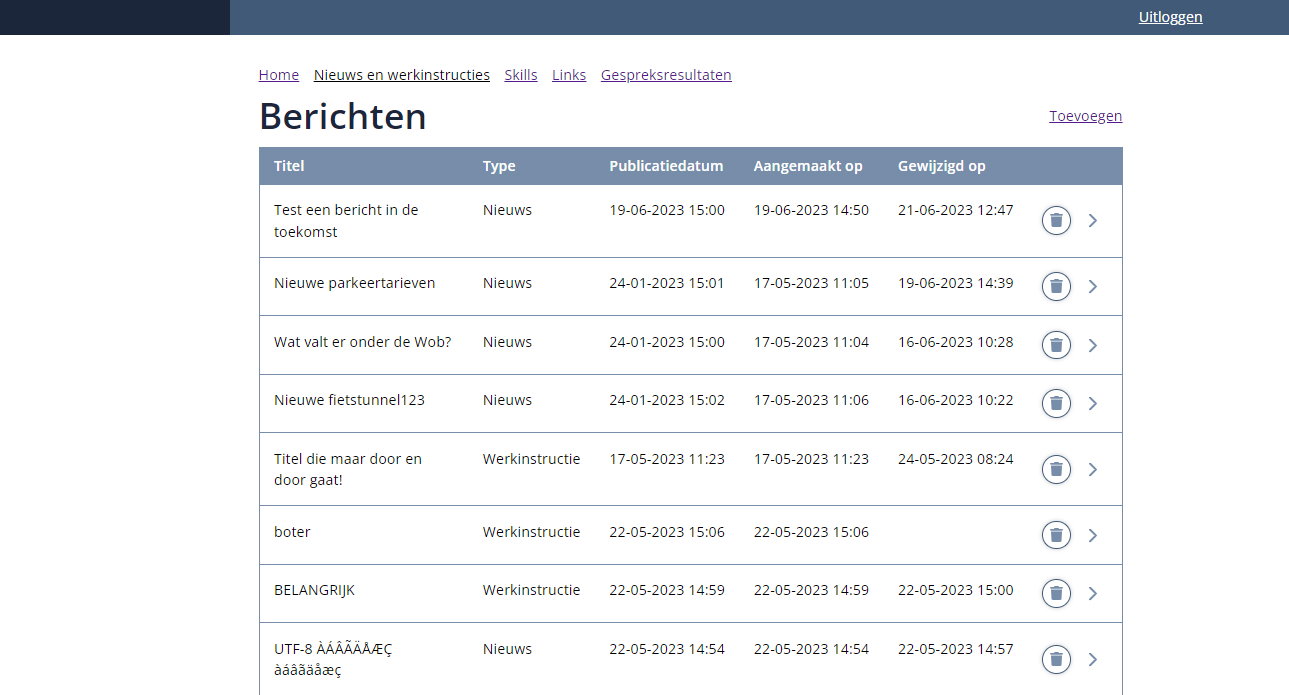 Uitloggen
Home Nieuws en werkinstructies Skills Links Gespreksresultaten
Berichten
Toevoegen
Titel Type Publicatiedatum Aangemaakt op Gewijzigd op
Test een bericht in de Nieuws 19-06-2023 15:00 19-06-2023 14:50 21-06-2023 12:47
toekomst
Nieuwe parkeertarieven Nieuws 24-01-2023 15:01 17-05-2023 11:05 19-06-2023 14:39
Wat valt er onder de Wob? Nieuws 24-01-2023 15:00 17-05-2023 11:04 16-06-2023 10:28
Nieuwe fietstunnel123 Nieuws 24-01-2023 15:02 17-05-2023 11:06 16-06-2023 10:22
Titel die maar door en Werkinstructie 17-05-2023 11:23 17-05-2023 11:23 24-05-2023 08:24
door gaat!
boter Werkinstructie 22-05-2023 15:06 22-05-2023 15:06
BELANGRIJK Werkinstructie 22-05-2023 14:59 22-05-2023 14:59 22-05-2023 15:00
UTF-8 ÀÁÂÃÄÅÆÇ Nieuws 22-05-2023 14:54 22-05-2023 14:54 22-05-2023 14:57
àáâãäåæç